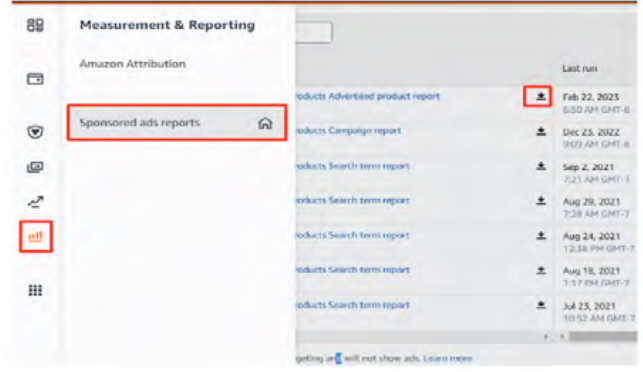 Measurement & Reporting
Amazon Attribution
Sponsored ads reports
Last run
roducts Advertised product report
Feb 22, 2023
6:50 AM GMT-8
roducts Campaign report
Dec 23, 2022
9:09 AM GMT-8
roducts Search term report
Sep 2, 2021
7:21 AM GMT-7
roducts Search term report
Aug 29, 2021
7:28 AM GMT-7
roducts Search term report
Aug 24, 2021
12:38 PM GMT-7
roducts Search term report
Aug 18, 2021
1:17 PM GMT-7
roducts Search term report
Jul 23, 2021
10:52 AM GMT-7
geting and will not show ads. Learn more